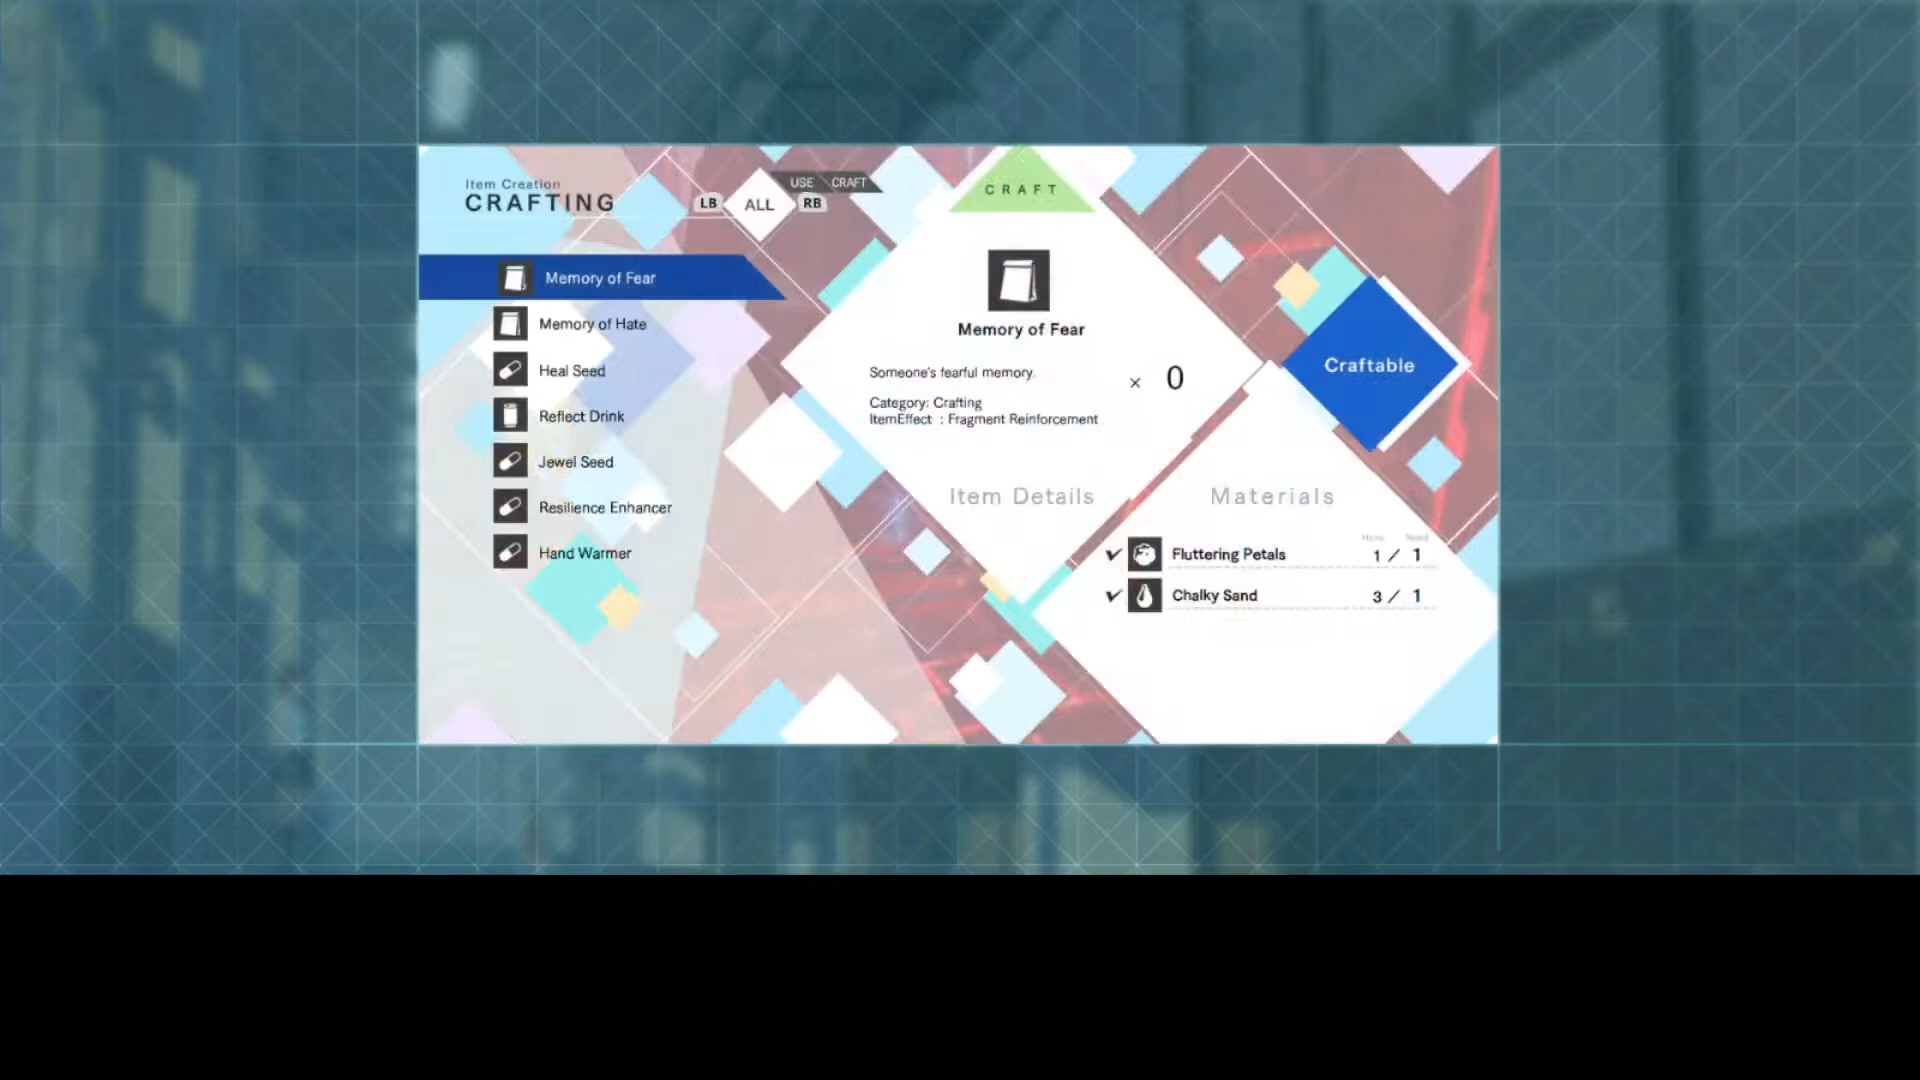 Item Creation
CRAFTING
USE CRAFT
LB ALL RB
CRAFT
Memory of Fear
Memory of Hate
Heal Seed
Reflect Drink
Jewel Seed
Resilience Enhancer
Hand Warmer
Memory of Fear
Someone's fearful memory.
× 0
Category: Crafting
ItemEffect : Fragment Reinforcement
Item Details
Craftable
Materials
Have Need
Fluttering Petals 1 / 1
Chalky Sand 3 / 1